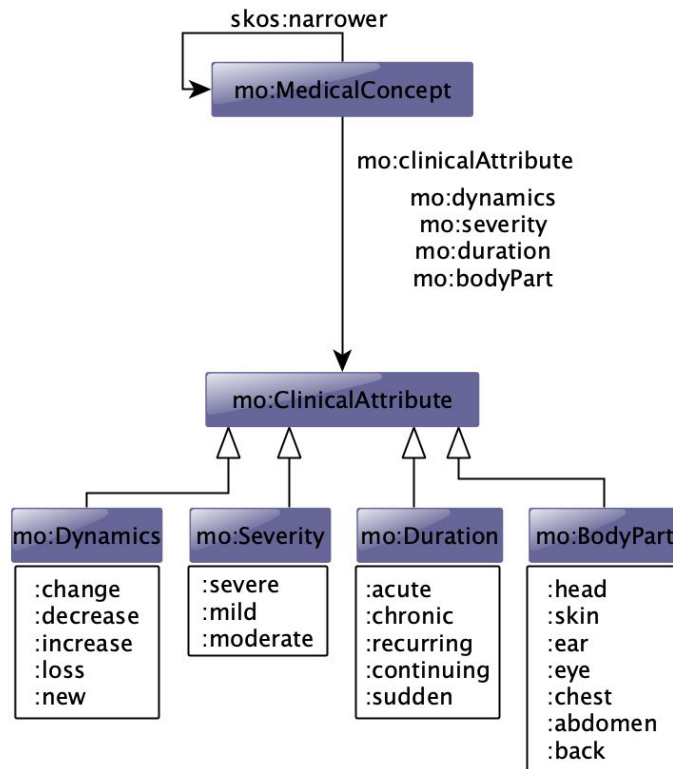 skos:narrower
mo:MedicalConcept
mo:clinicalAttribute
mo:dynamics
mo:severity
mo:duration
mo:bodyPart
mo:ClinicalAttribute
mo:Dynamics
:change
:decrease
:increase
:loss
:new
mo:Severity
:severe
:mild
:moderate
mo:Duration
:acute
:chronic
:recurring
:continuing
:sudden
mo:BodyPart
:head
:skin
:ear
:eye
:chest
:abdomen
:back